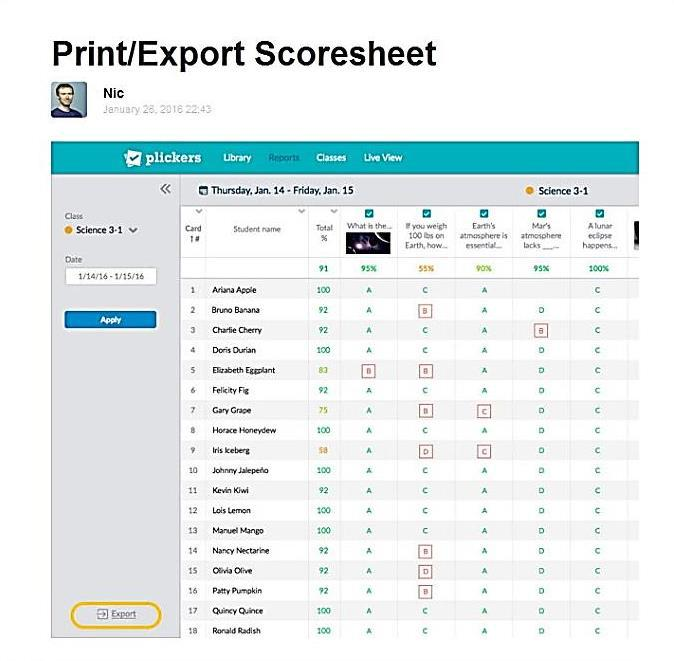 Print/Export Scoresheet
Nic
January 26, 2016 22:43
plickers Library Reports Classes Live View
Thursday, Jan. 14 - Friday, Jan. 15 Science 3-1
Class
Science 3-1
Date
1/14/16 - 1/15/16
Apply
Export
Card # Student name Total % What is the... If you weigh 100 lbs on Earth, how... Earth's atmosphere is essential... Mar's atmosphere lacks ___... A lunar eclipse happens...
91 95% 55% 90% 95% 100%
1 Ariana Apple 100 A C A C
2 Bruno Banana 92 A B A D C
3 Charlie Cherry 92 A C A B C
4 Doris Durian 100 A C A D C
5 Elizabeth Eggplant 83 B B A D C
6 Felicity Fig 92 A C A D C
7 Gary Grape 75 A B C D C
8 Horace Honeydew 100 A C A D C
9 Iris Iceberg 58 A D C D C
10 Johnny Jalepeño 100 A C A D C
11 Kevin Kiwi 92 A C A D C
12 Lois Lemon 100 A C A D C
13 Manuel Mango 100 A C A D C
14 Nancy Nectarine 92 A B A D C
15 Olivia Olive 92 A D A D C
16 Patty Pumpkin 92 A B A D C
17 Quincy Quince 100 A C A D C
18 Ronald Radish 100 A C A D C